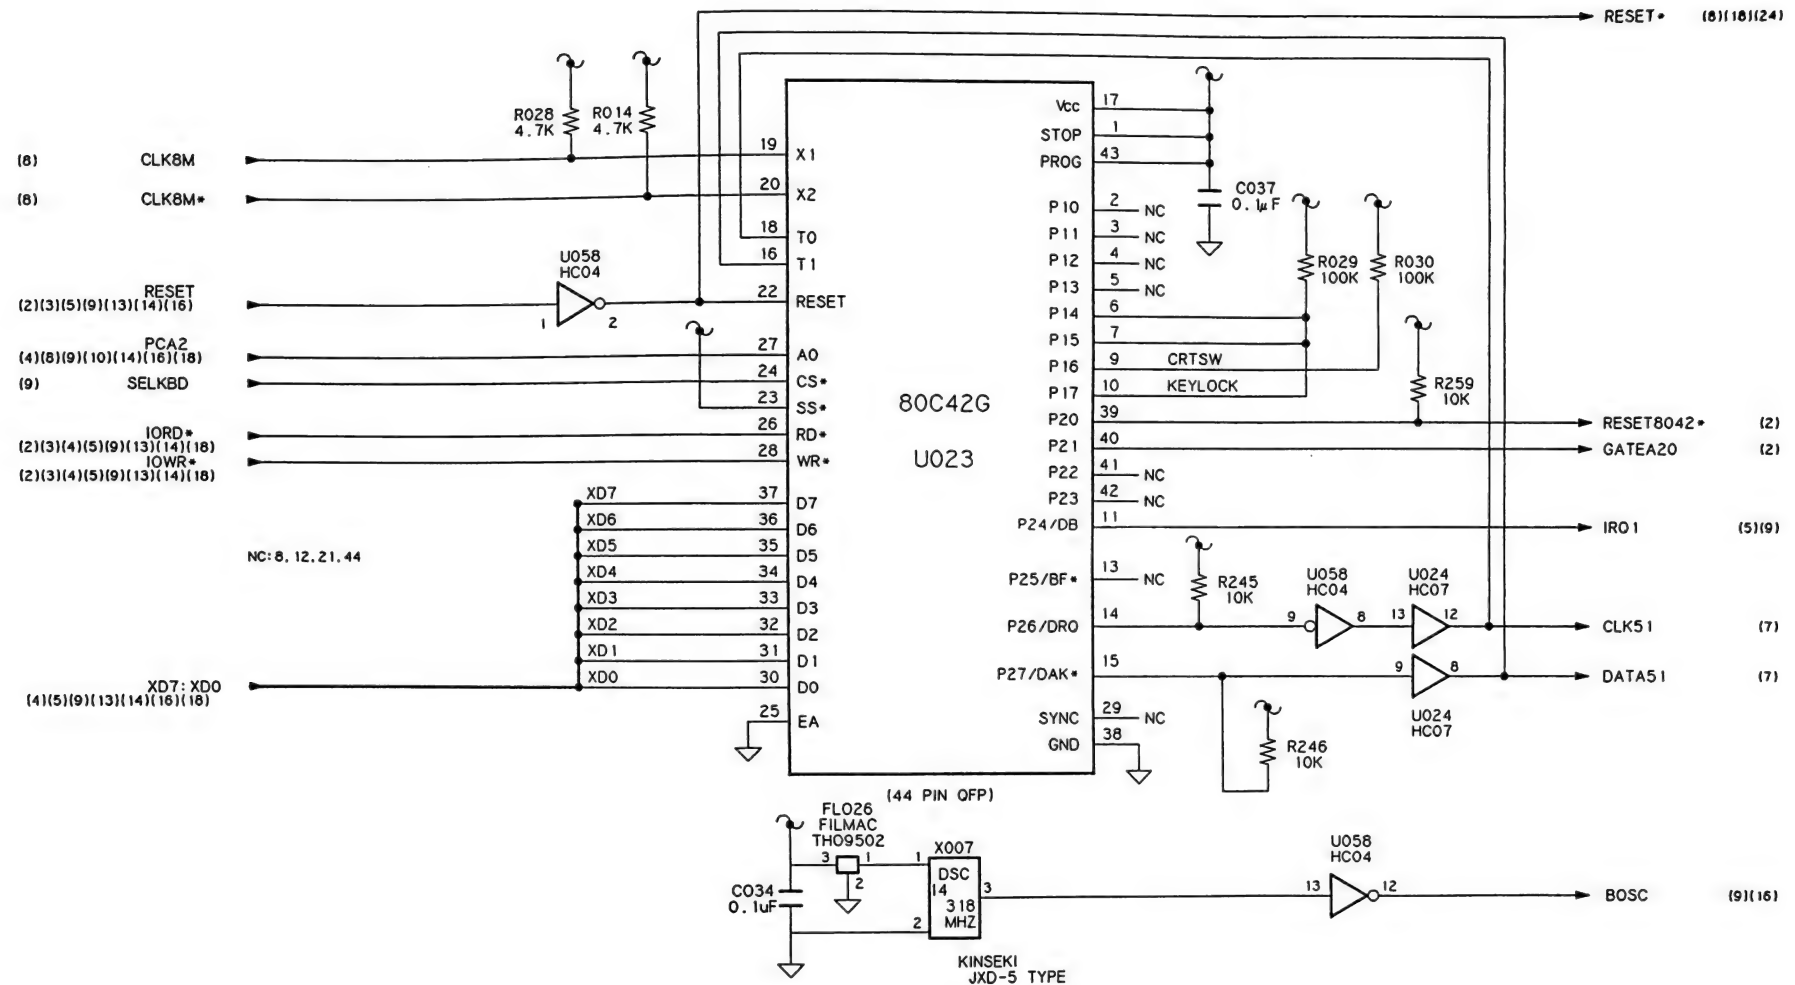 RESET* (8)(18)(24)
R028
4.7K
R014
4.7K
(8) CLK8M
19 X1
(8) CLK8M*
20 X2
18 T0
16 T1
U058
HC04
1 2
RESET
(2)(3)(5)(9)(13)(14)(16)
22 RESET
PCA2
(4)(8)(9)(10)(14)(16)(18)
27 A0
(9) SELKBD
24 CS*
23 SS*
IORD*
(2)(3)(4)(5)(9)(13)(14)(18)
26 RD*
IOWR*
(2)(3)(4)(5)(9)(13)(14)(18)
28 WR*
XD7 37 D7
XD6 36 D6
XD5 35 D5
XD4 34 D4
XD3 33 D3
XD2 32 D2
XD1 31 D1
XD0 30 D0
NC:8,12,21,44
XD7:XD0
(4)(5)(9)(13)(14)(16)(18)
25 EA
80C42G
U023
(44 PIN QFP)
Vcc 17
STOP 1
PROG 43
C037
0.1μF
P10 2 NC
P11 3 NC
P12 4 NC
P13 5 NC
R029
100K
R030
100K
P14 6
P15 7
P16 9 CRTSW
P17 10 KEYLOCK
R259
10K
P20 39 RESET8042* (2)
P21 40 GATEA20 (2)
P22 41 NC
P23 42 NC
P24/DB 11 IRQ1 (5)(9)
P25/BF* 13 NC
R245
10K
U058
HC04
U024
HC07
P26/DRQ 14 9 8 13 12 CLK51 (7)
P27/DAK* 15 9 8 DATA51 (7)
U024
HC07
SYNC 29 NC
GND 38
R246
10K
FL026
FILMAC
TH09502
3 1
2
C034
0.1uF
X007
1 DSC
14 3
318
2 MHZ
KINSEKI
JXD-5 TYPE
U058
HC04
13 12 BOSC (9)(16)